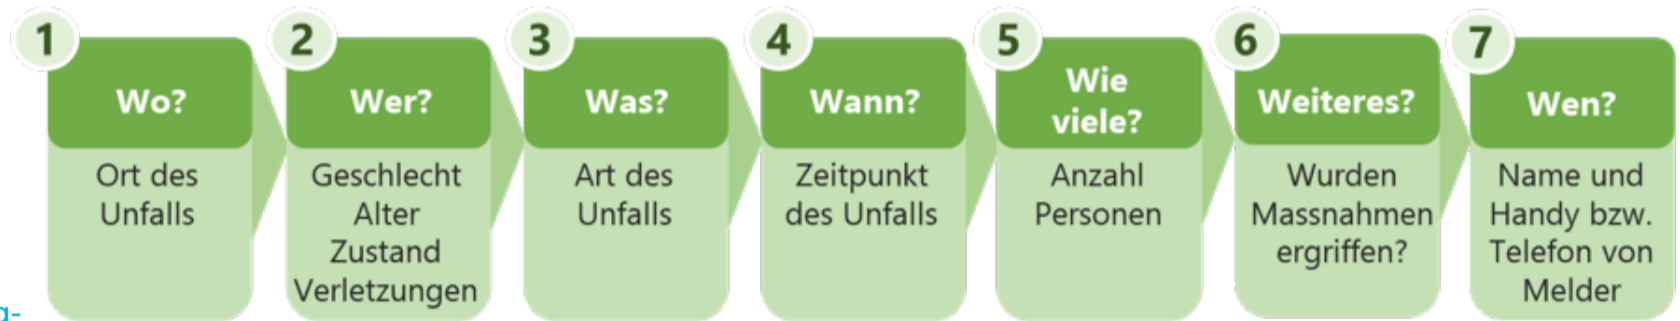 1
Wo?
Ort des
Unfalls
2
Wer?
Geschlecht
Alter
Zustand
Verletzungen
3
Was?
Art des
Unfalls
4
Wann?
Zeitpunkt
des Unfalls
5
Wie
viele?
Anzahl
Personen
6
Weiteres?
Wurden
Massnahmen
ergriffen?
7
Wen?
Name und
Handy bzw.
Telefon von
Melder